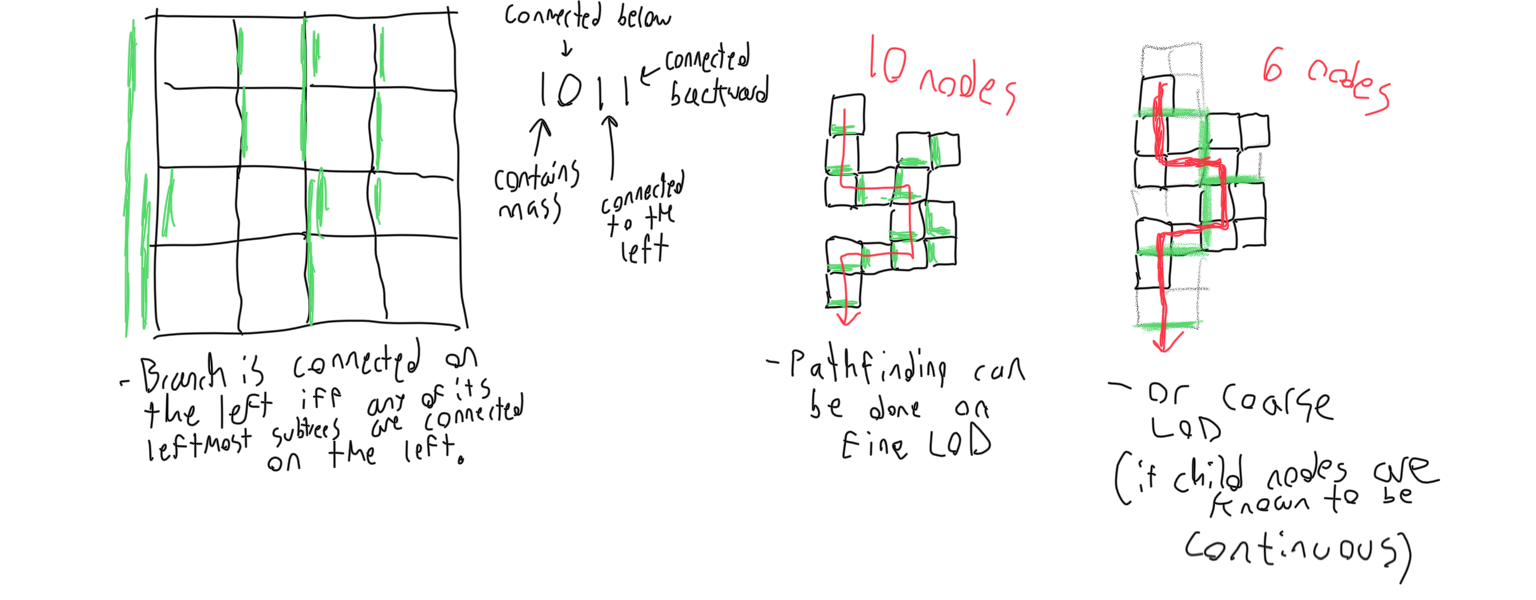 connected below
1011
connected
backward
contains
mass
connected
to the
left
- Branch is connected on
the left iff any of its
leftmost subtrees are connected
on the left.
10 nodes
- Pathfinding can
be done on
Fine LOD
6 nodes
- Or coarse
LOD
(if child nodes are
known to be
continuous)